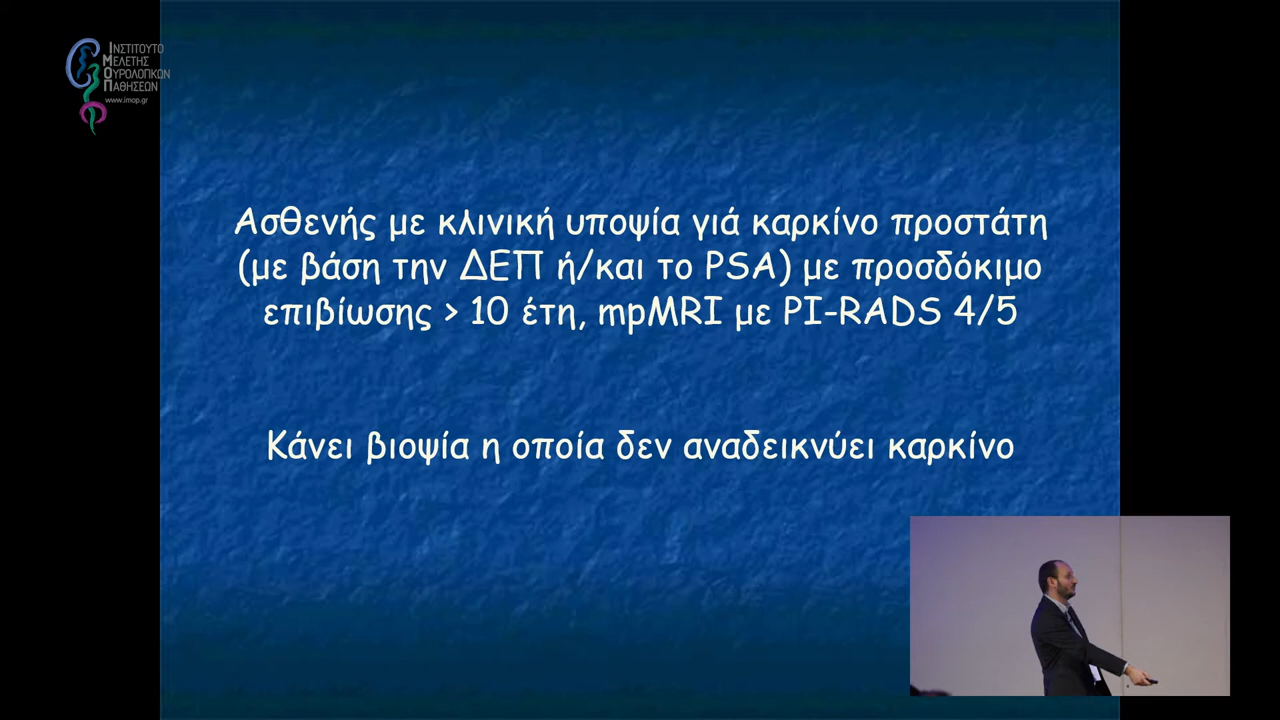 ΙΝΣΤΙΤΟΥΤΟ
ΜΕΛΕΤΗΣ
ΟΥΡΟΛΟΓΙΚΩΝ
ΠΑΘΗΣΕΩΝ
www.imop.gr
Ασθενής με κλινική υποψία γιά καρκίνο προστάτη
(με βάση την ΔΕΠ ή/και το PSA) με προσδόκιμο
επιβίωσης > 10 έτη, mpMRI με PI-RADS 4/5
Κάνει βιοψία η οποία δεν αναδεικνύει καρκίνο